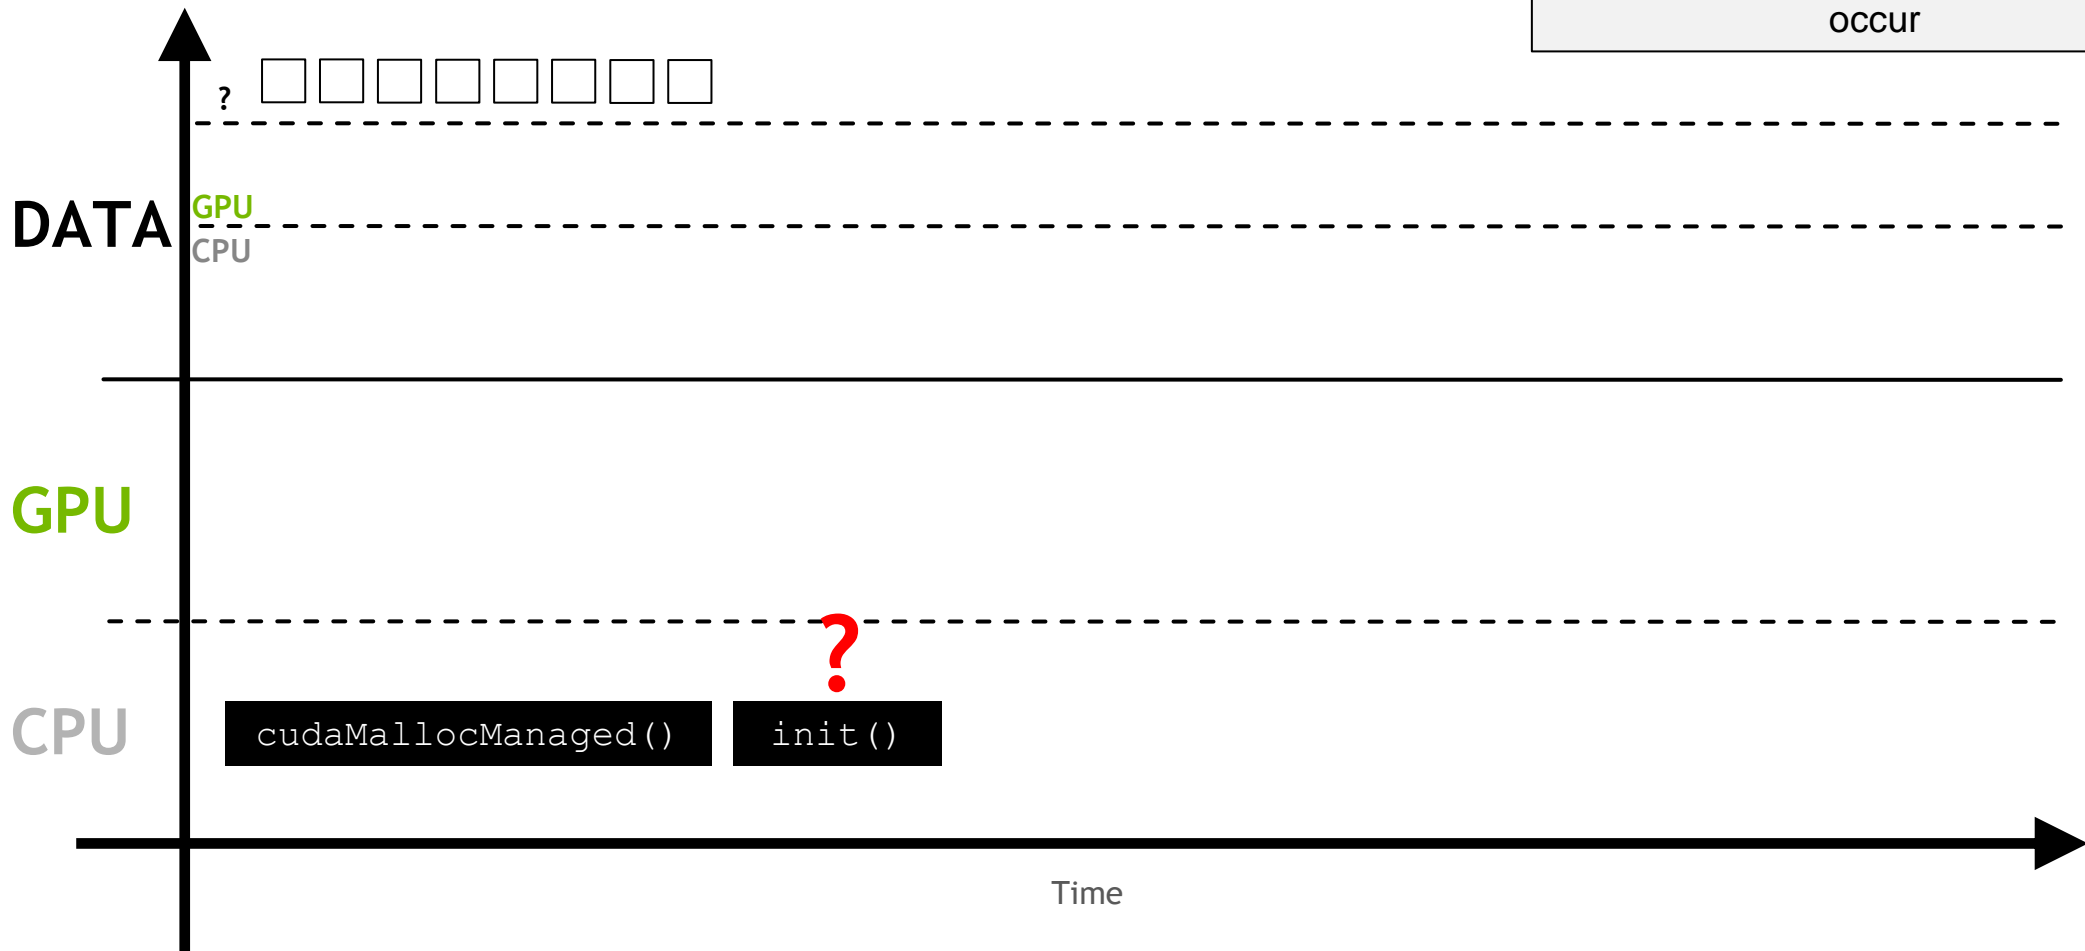 occur
?
DATA
GPU
CPU
GPU
?
CPU
cudaMallocManaged()
init()
Time